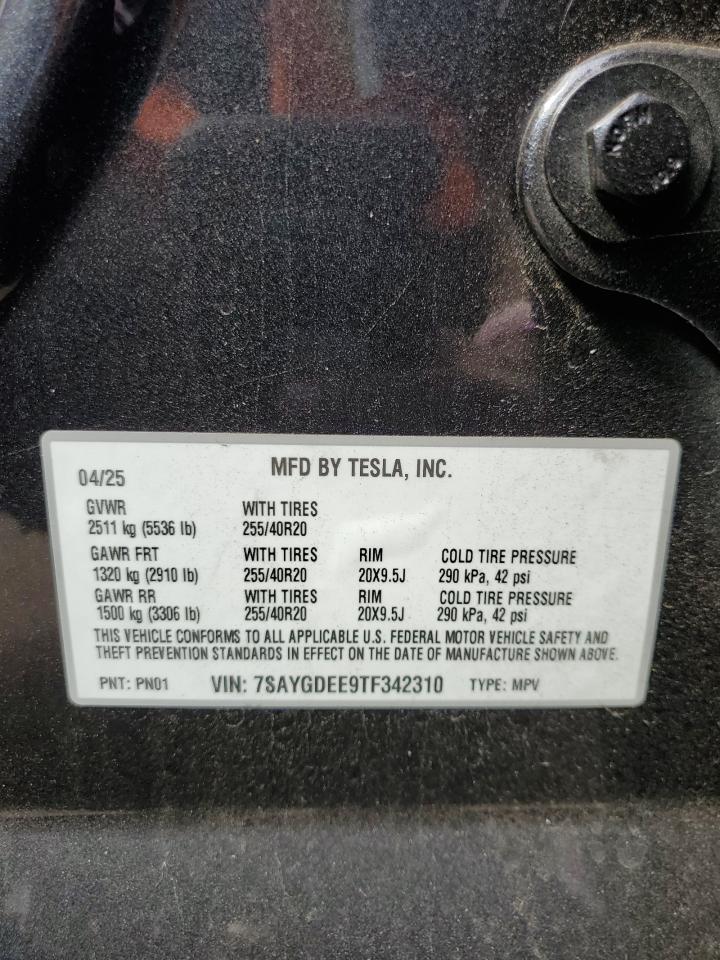 04/25 MFD BY TESLA, INC.
GVWR WITH TIRES
2511 kg (5536 lb) 255/40R20
GAWR FRT WITH TIRES RIM COLD TIRE PRESSURE
1320 kg (2910 lb) 255/40R20 20X9.5J 290 kPa, 42 psi
GAWR RR WITH TIRES RIM COLD TIRE PRESSURE
1500 kg (3306 lb) 255/40R20 20X9.5J 290 kPa, 42 psi
THIS VEHICLE CONFORMS TO ALL APPLICABLE U.S. FEDERAL MOTOR VEHICLE SAFETY AND
THEFT PREVENTION STANDARDS IN EFFECT ON THE DATE OF MANUFACTURE SHOWN ABOVE.
PNT: PN01 VIN: 7SAYGDEE9TF342310 TYPE: MPV